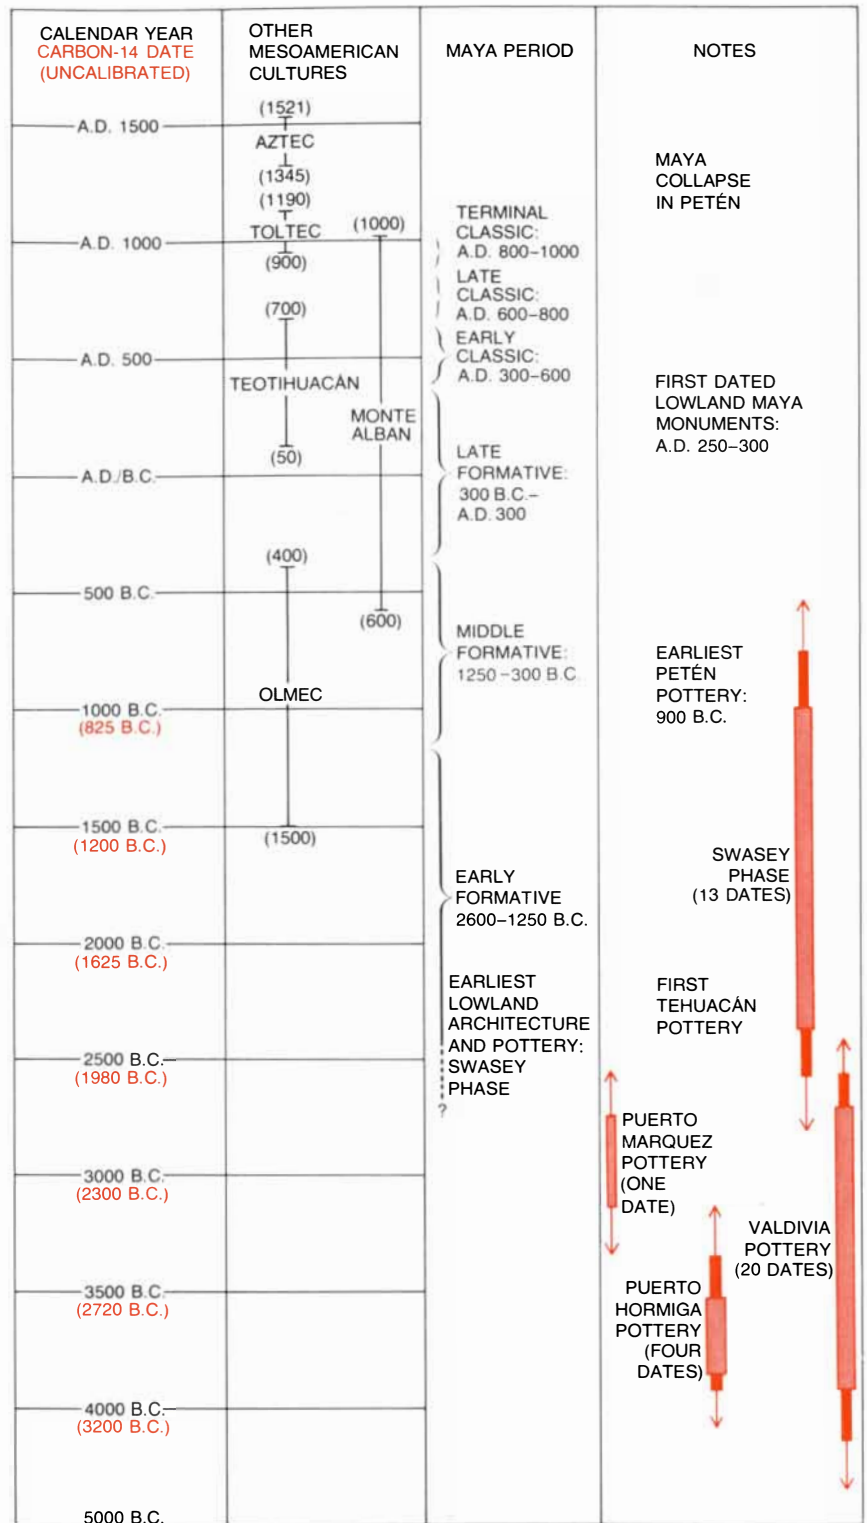 CALENDAR YEAR
CARBON-14 DATE
(UNCALIBRATED)
OTHER
MESOAMERICAN
CULTURES
MAYA PERIOD
NOTES
A.D. 1500
A.D. 1000
A.D. 500
A.D./B.C.
500 B.C.
1000 B.C.
(825 B.C.)
1500 B.C.
(1200 B.C.)
2000 B.C.
(1625 B.C.)
2500 B.C.
(1980 B.C.)
3000 B.C.
(2300 B.C.)
3500 B.C.
(2720 B.C.)
4000 B.C.
(3200 B.C.)
5000 B.C.
(1521)
AZTEC
(1345)
(1190)
TOLTEC
(900)
(1000)
(700)
TEOTIHUACÁN
(50)
MONTE
ALBAN
(600)
(400)
OLMEC
(1500)
TERMINAL
CLASSIC:
A.D. 800–1000
LATE
CLASSIC:
A.D. 600–800
EARLY
CLASSIC:
A.D. 300–600
LATE
FORMATIVE:
300 B.C.–
A.D. 300
MIDDLE
FORMATIVE:
1250–300 B.C.
EARLY
FORMATIVE
2600–1250 B.C.
EARLIEST
LOWLAND
ARCHITECTURE
AND POTTERY:
SWASEY
PHASE
?
MAYA
COLLAPSE
IN PETÉN
FIRST DATED
LOWLAND MAYA
MONUMENTS:
A.D. 250–300
EARLIEST
PETÉN
POTTERY:
900 B.C.
SWASEY
PHASE
(13 DATES)
FIRST
TEHUACÁN
POTTERY
PUERTO
MARQUEZ
POTTERY
(ONE
DATE)
VALDIVIA
POTTERY
(20 DATES)
PUERTO
HORMIGA
POTTERY
(FOUR
DATES)